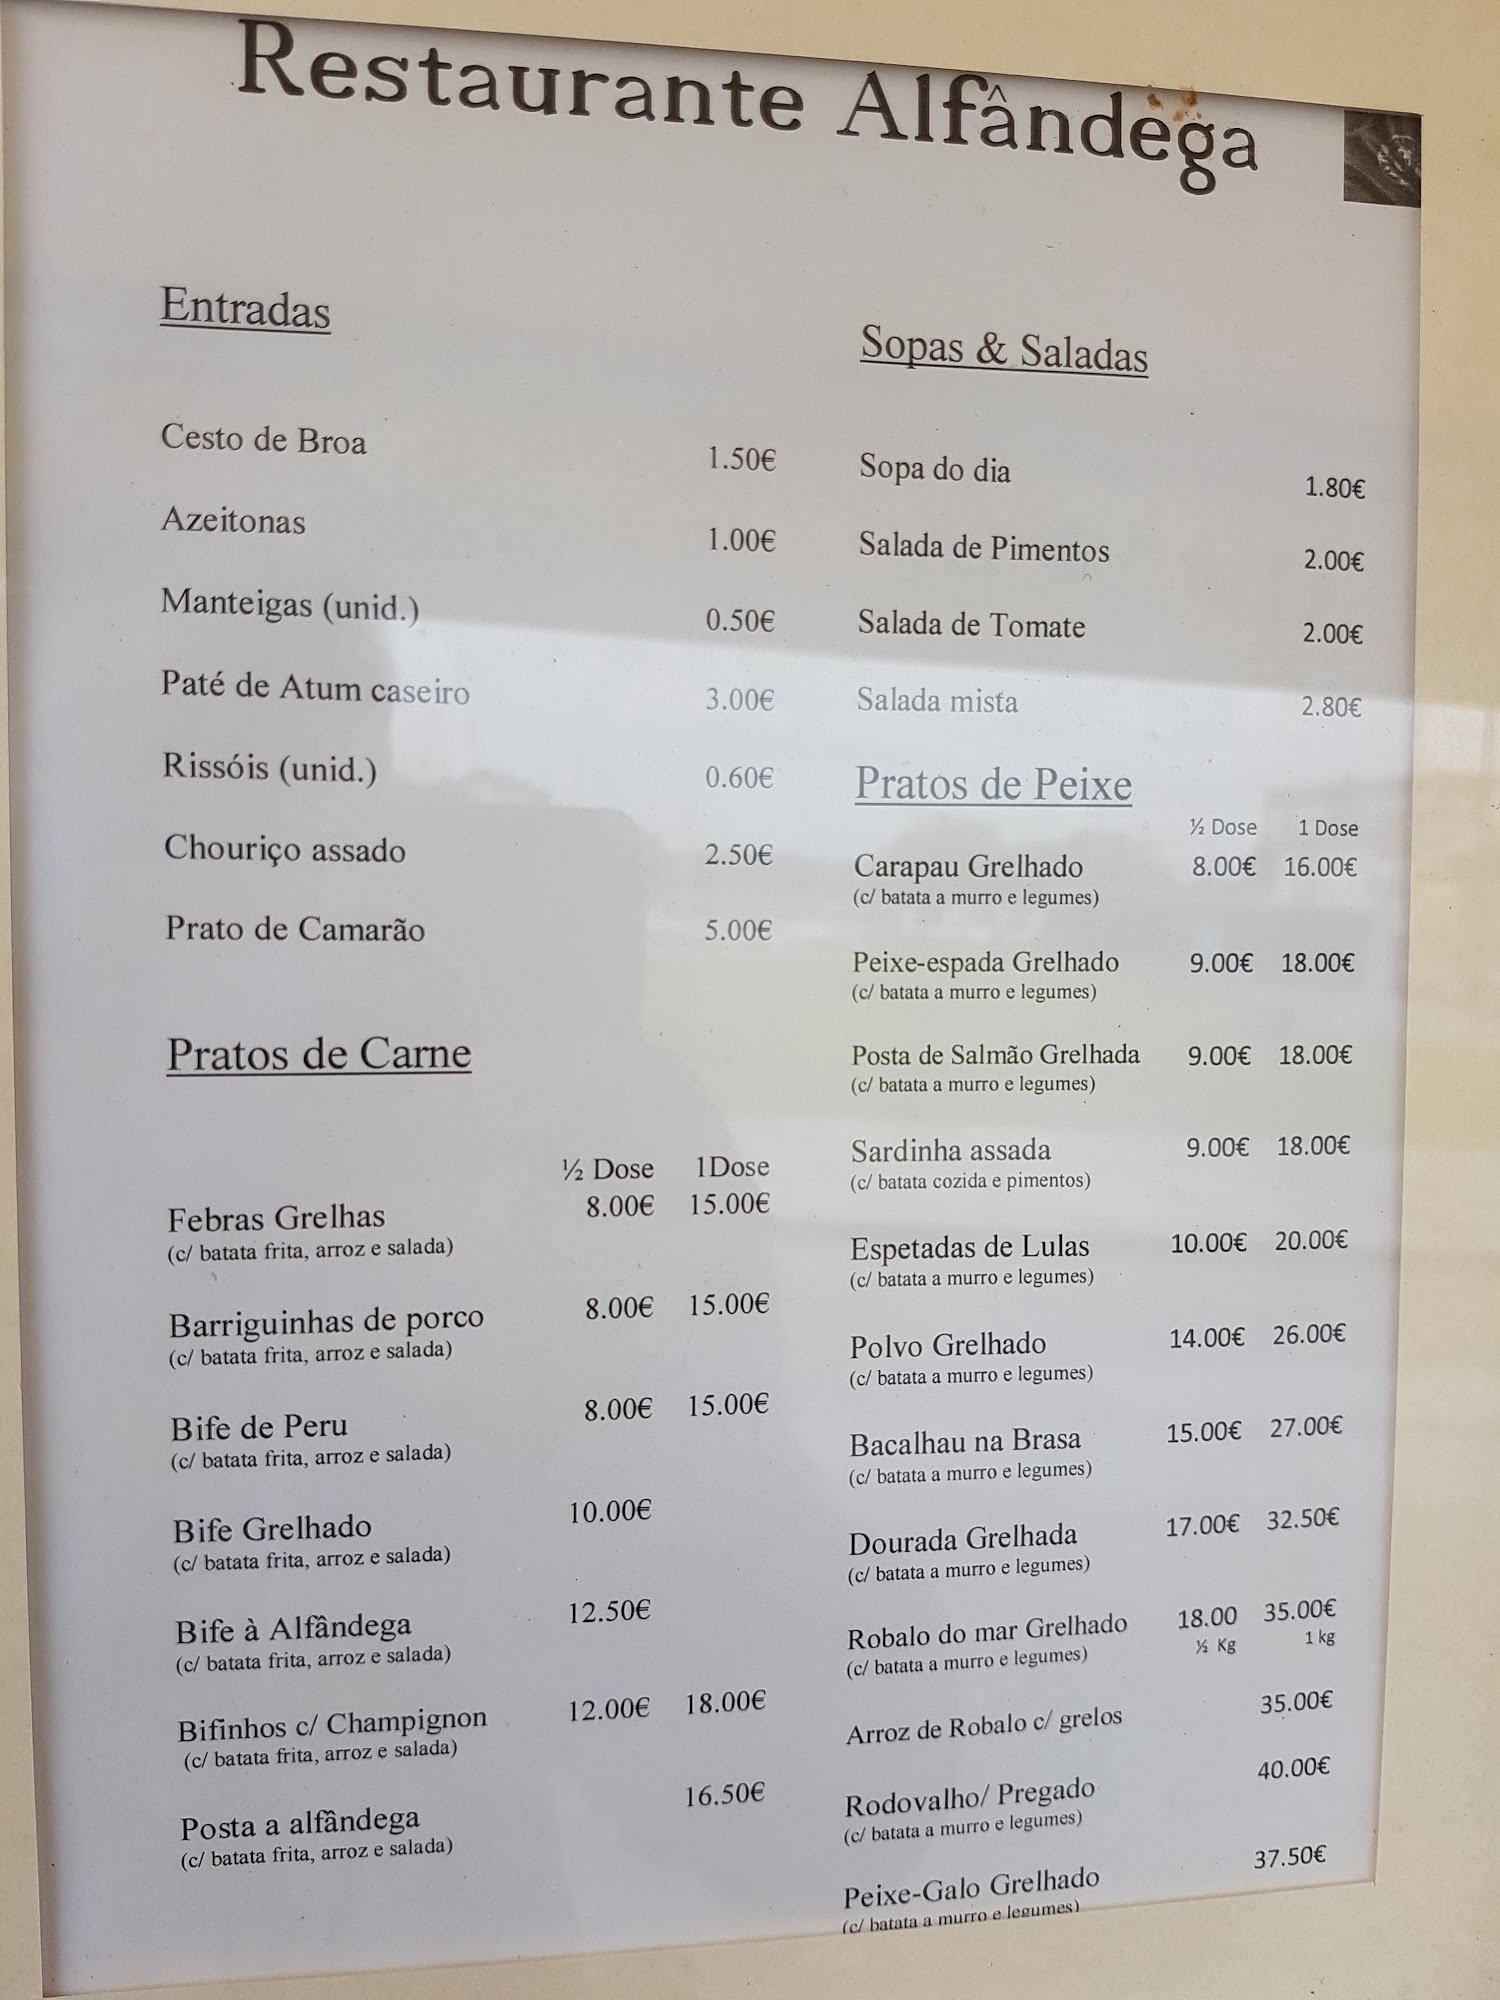 Restaurante Alfândega
Entradas
Cesto de Broa 1.50€
Azeitonas 1.00€
Manteigas (unid.) 0.50€
Paté de Atum caseiro 3.00€
Rissóis (unid.) 0.60€
Chouriço assado 2.50€
Prato de Camarão 5.00€
Pratos de Carne
½ Dose 1Dose
Febras Grelhas 8.00€ 15.00€
(c/ batata frita, arroz e salada)
Barriguinhas de porco 8.00€ 15.00€
(c/ batata frita, arroz e salada)
Bife de Peru 8.00€ 15.00€
(c/ batata frita, arroz e salada)
Bife Grelhado 10.00€
(c/ batata frita, arroz e salada)
Bife à Alfândega 12.50€
(c/ batata frita, arroz e salada)
Bifinhos c/ Champignon 12.00€ 18.00€
(c/ batata frita, arroz e salada)
Posta a alfândega 16.50€
(c/ batata frita, arroz e salada)
Sopas & Saladas
Sopa do dia 1.80€
Salada de Pimentos 2.00€
Salada de Tomate 2.00€
Salada mista 2.80€
Pratos de Peixe
½ Dose 1 Dose
Carapau Grelhado 8.00€ 16.00€
(c/ batata a murro e legumes)
Peixe-espada Grelhado 9.00€ 18.00€
(c/ batata a murro e legumes)
Posta de Salmão Grelhada 9.00€ 18.00€
(c/ batata a murro e legumes)
Sardinha assada 9.00€ 18.00€
(c/ batata cozida e pimentos)
Espetadas de Lulas 10.00€ 20.00€
(c/ batata a murro e legumes)
Polvo Grelhado 14.00€ 26.00€
(c/ batata a murro e legumes)
Bacalhau na Brasa 15.00€ 27.00€
(c/ batata a murro e legumes)
Dourada Grelhada 17.00€ 32.50€
(c/ batata a murro e legumes)
Robalo do mar Grelhado 18.00 35.00€
(c/ batata a murro e legumes) ½ Kg 1 kg
Arroz de Robalo c/ grelos 35.00€
Rodovalho/ Pregado 40.00€
(c/ batata a murro e legumes)
Peixe-Galo Grelhado 37.50€
(c/ batata a murro e legumes)